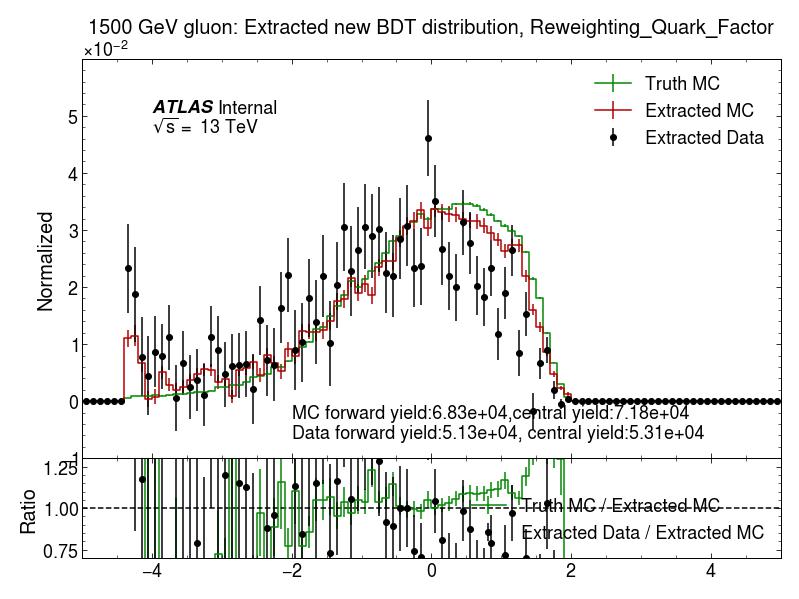 1500 GeV gluon: Extracted new BDT distribution, Reweighting_Quark_Factor
×10−2
ATLAS Internal
√s = 13 TeV
Truth MC
Extracted MC
Extracted Data
Normalized
5
4
3
2
1
0
MC forward yield:6.83e+04,central yield:7.18e+04
Data forward yield:5.13e+04, central yield:5.31e+04
1
Ratio
1.25
1.00
0.75
Truth MC / Extracted MC
Extracted Data / Extracted MC
−4 −2 0 2 4